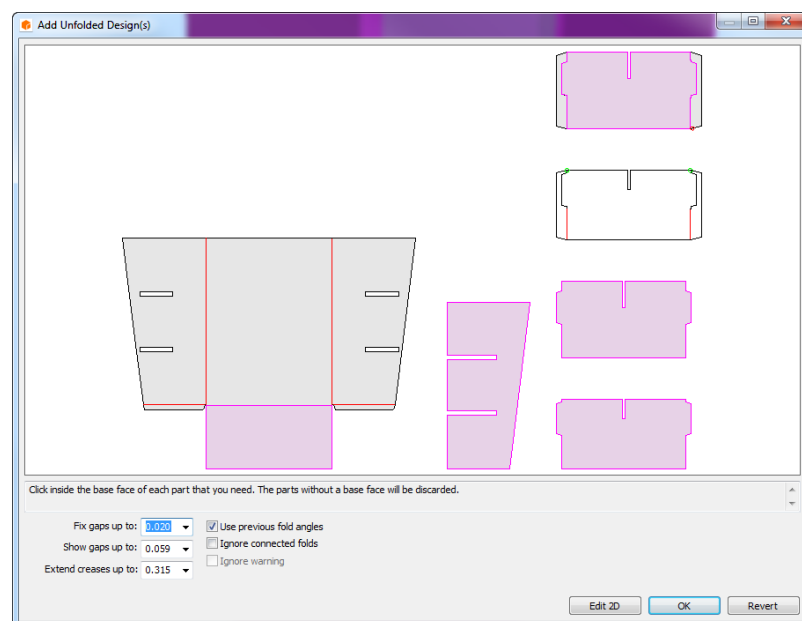 Add Unfolded Design(s)
Click inside the base face of each part that you need. The parts without a base face will be discarded.
Fix gaps up to: 0.020
Use previous fold angles
Show gaps up to: 0.059
Ignore connected folds
Extend creases up to: 0.315
Ignore warning
Edit 2D
OK
Revert